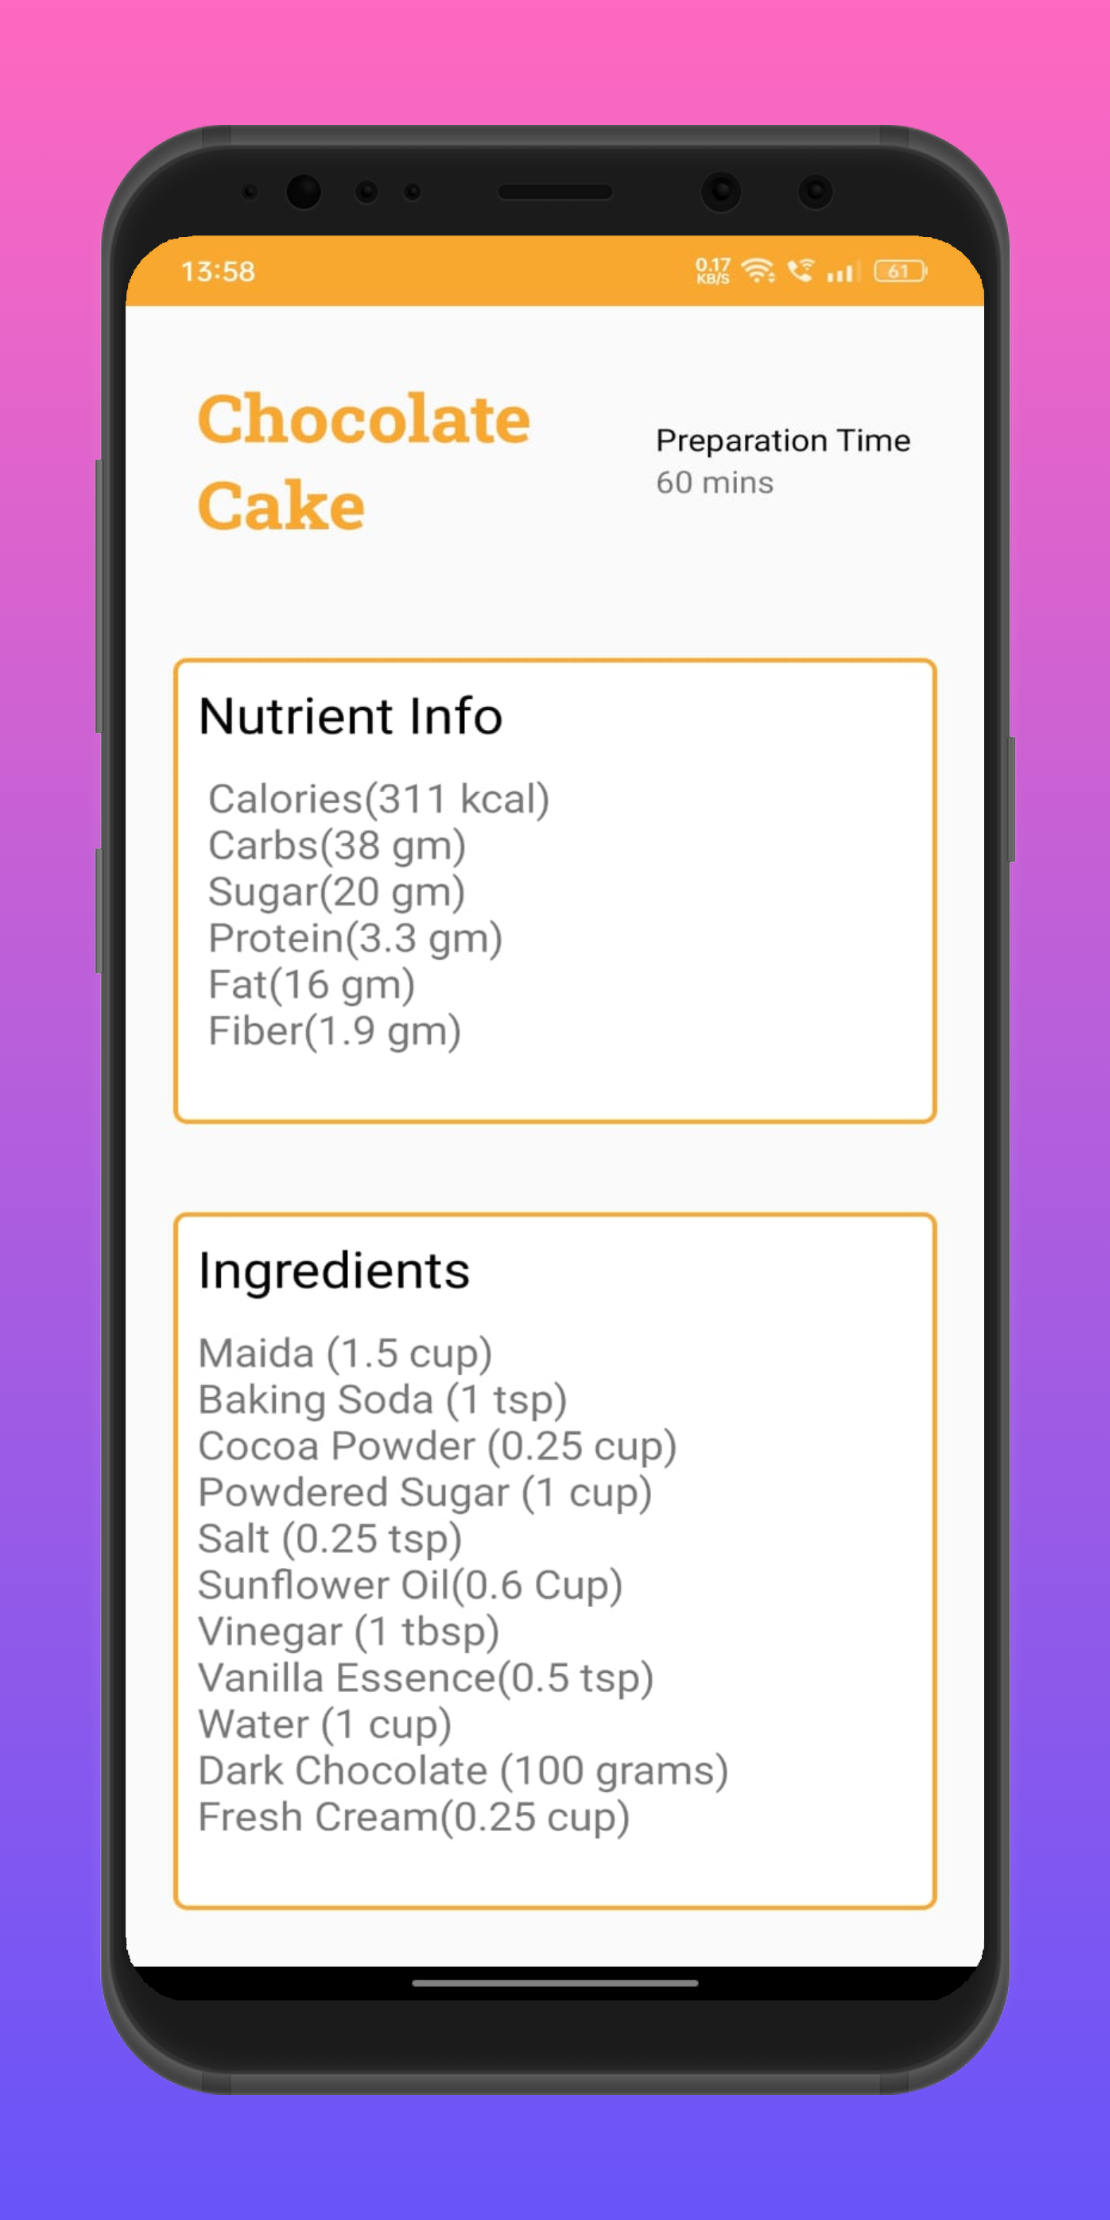 13:58
0.17
KB/S
61
Chocolate
Cake
Preparation Time
60 mins
Nutrient Info
Calories(311 kcal)
Carbs(38 gm)
Sugar(20 gm)
Protein(3.3 gm)
Fat(16 gm)
Fiber(1.9 gm)
Ingredients
Maida (1.5 cup)
Baking Soda (1 tsp)
Cocoa Powder (0.25 cup)
Powdered Sugar (1 cup)
Salt (0.25 tsp)
Sunflower Oil(0.6 Cup)
Vinegar (1 tbsp)
Vanilla Essence(0.5 tsp)
Water (1 cup)
Dark Chocolate (100 grams)
Fresh Cream(0.25 cup)